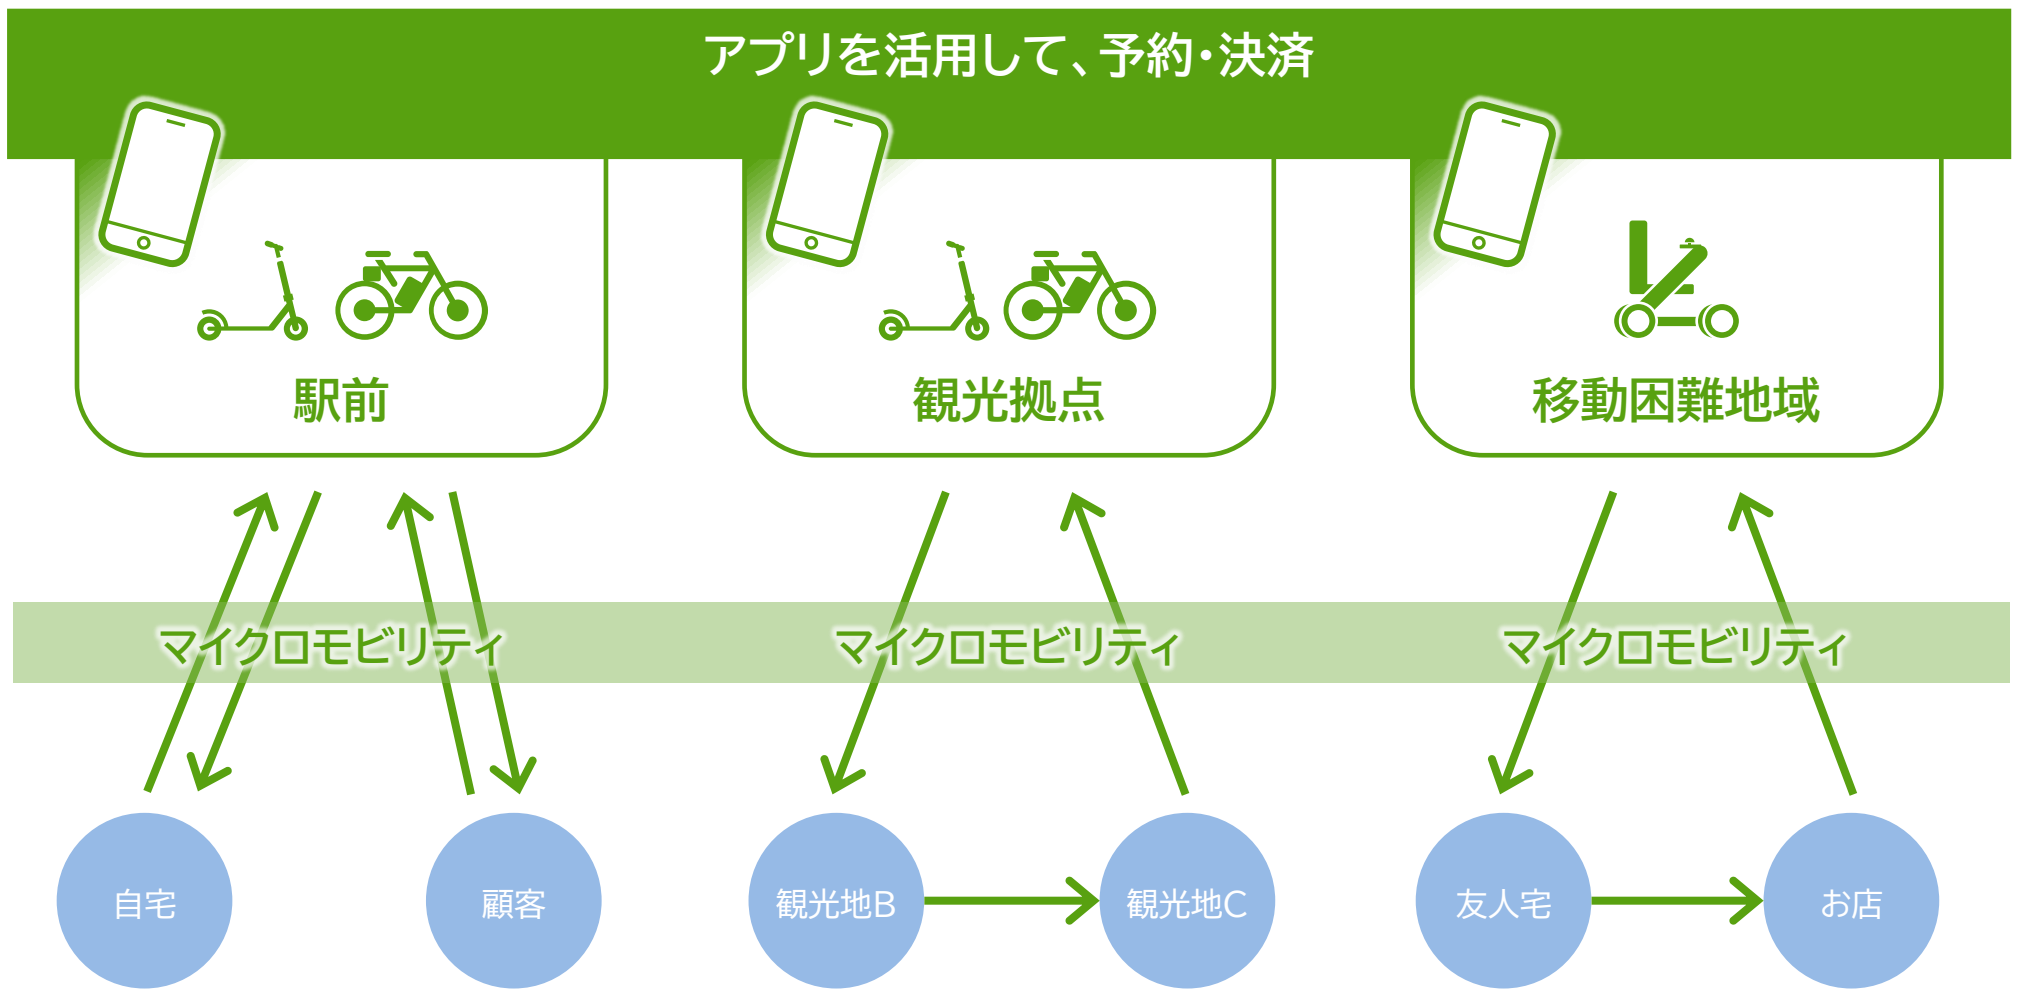 アプリを活用して、予約・決済
駅前
観光拠点
移動困難地域
マイクロモビリティ
マイクロモビリティ
マイクロモビリティ
自宅
顧客
観光地B
観光地C
友人宅
お店